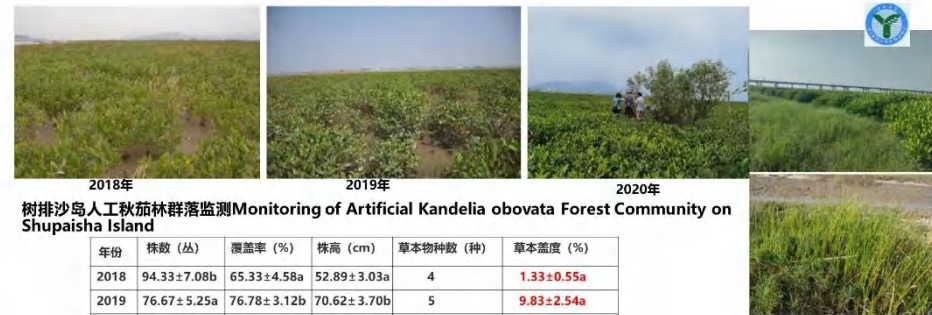 2018年
2019年
2020年
树排沙岛人工秋茄林群落监测Monitoring of Artificial Kandelia obovata Forest Community on
Shupaisha Island
年份 株数（丛） 覆盖率（%） 株高（cm） 草本物种数（种） 草本盖度（%）
2018 94.33±7.08b 65.33±4.58a 52.89±3.03a 4 1.33±0.55a
2019 76.67±5.25a 76.78±3.12b 70.62±3.70b 5 9.83±2.54a